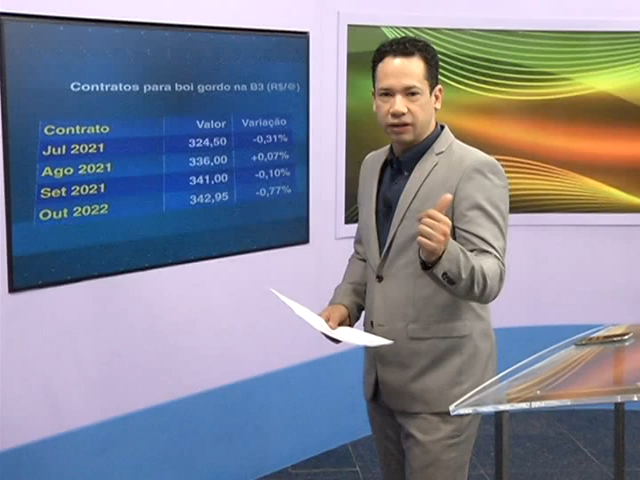 Contratos para boi gordo na B3 (R$/@)
Contrato Valor Variação
Jul 2021 324,50 -0,31%
Ago 2021 336,00 +0,07%
Set 2021 341,00 -0,10%
Out 2022 342,95 -0,77%